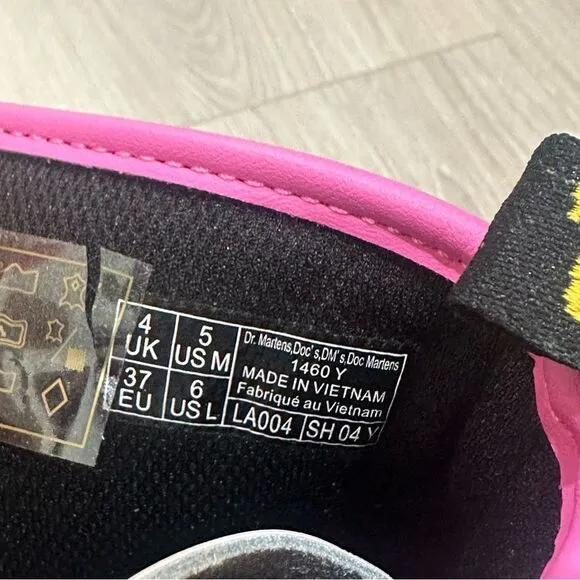 4
UK
5
US M
37
EU
6
US L
Dr. Martens,Doc's,DM's,Doc Martens
1460 Y
MADE IN VIETNAM
Fabriqué au Vietnam
LA004
SH 04 Y